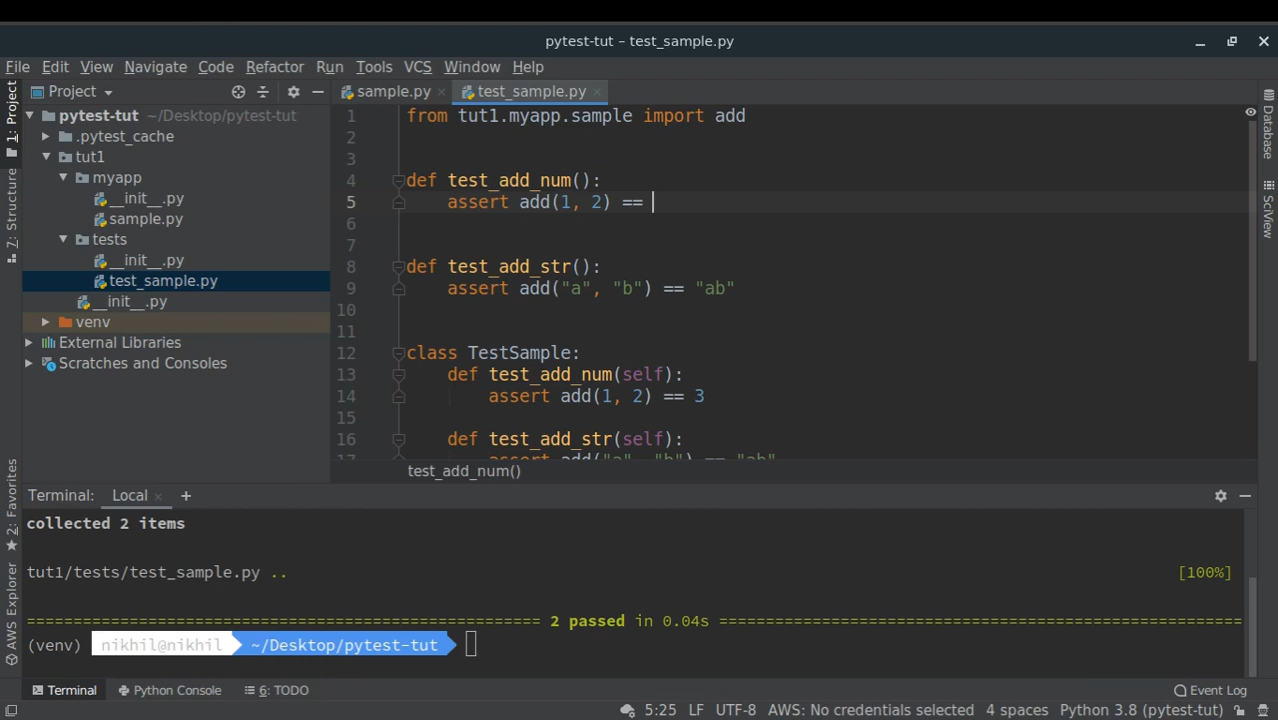 pytest-tut – test_sample.py
File Edit View Navigate Code Refactor Run Tools VCS Window Help
Project
sample.py
test_sample.py
1: Project
7: Structure
2: Favorites
AWS Explorer
pytest-tut ~/Desktop/pytest-tut
.pytest_cache
tut1
myapp
__init__.py
sample.py
tests
__init__.py
test_sample.py
__init__.py
venv
External Libraries
Scratches and Consoles
1 from tut1.myapp.sample import add
2
3
4 def test_add_num():
5 assert add(1, 2) ==
6
7
8 def test_add_str():
9 assert add("a", "b") == "ab"
10
11
12 class TestSample:
13 def test_add_num(self):
14 assert add(1, 2) == 3
15
16 def test_add_str(self):
17 assert add("a", "b") == "ab"
test_add_num()
Database
SciView
Terminal: Local +
collected 2 items
tut1/tests/test_sample.py .. [100%]
======================================================= 2 passed in 0.04s =======================================================
(venv) nikhil@nikhil ~/Desktop/pytest-tut
Terminal Python Console 6: TODO Event Log
5:25 LF UTF-8 AWS: No credentials selected 4 spaces Python 3.8 (pytest-tut)